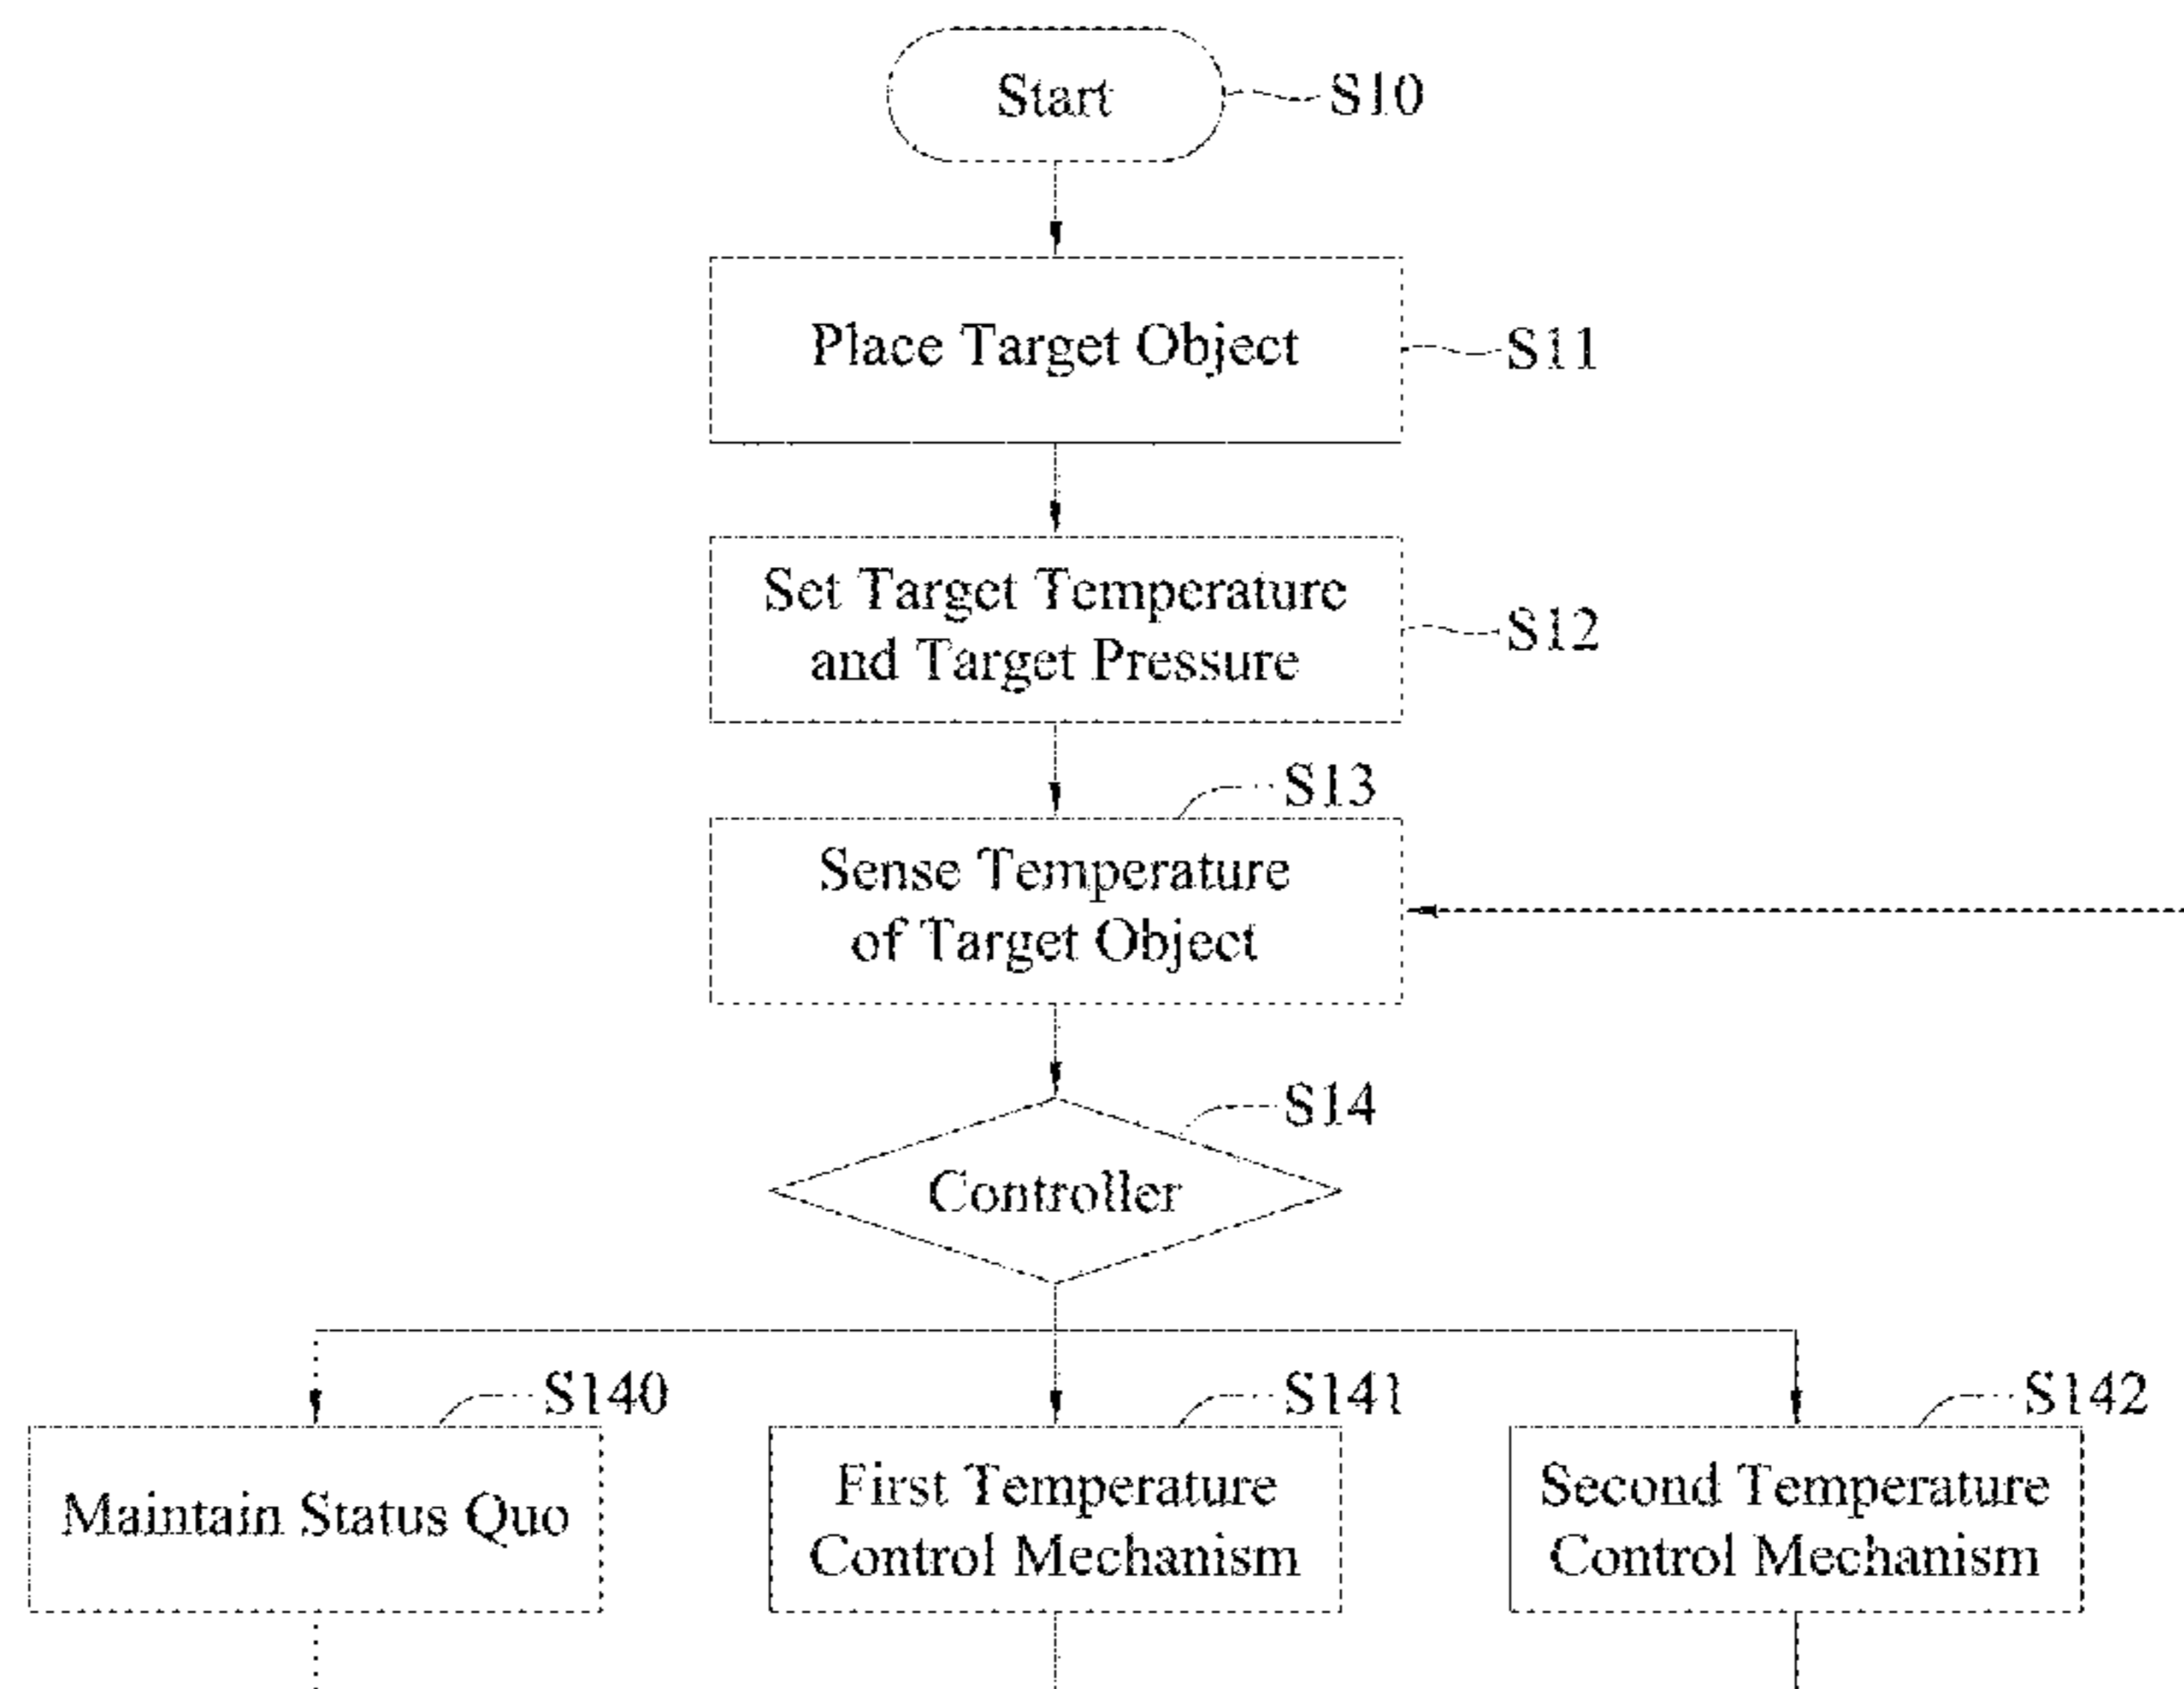 Start
S10
Place Target Object
S11
Set Target Temperature
and Target Pressure
S12
S13
Sense Temperature
of Target Object
S14
Controller
S140
S141
S142
Maintain Status Quo
First Temperature
Control Mechanism
Second Temperature
Control Mechanism